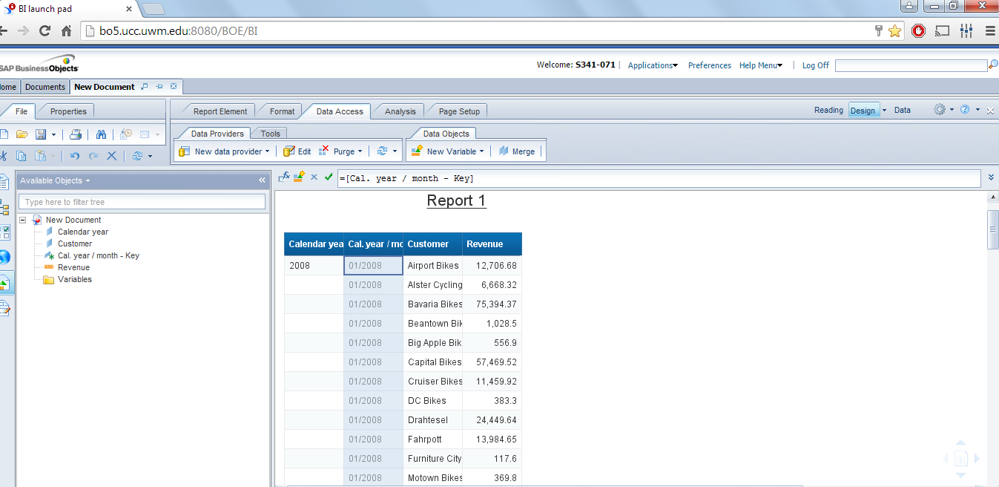 BI launch pad
bo5.ucc.uwm.edu:8080/BOE/BI
SAP BusinessObjects
Welcome: S341-071 | Applications Preferences Help Menu | Log Off
ome Documents New Document
File Properties Report Element Format Data Access Analysis Page Setup Reading Design Data
Data Providers Tools Data Objects
New data provider Edit Purge New Variable Merge
Available Objects
=[Cal. year / month - Key]
Type here to filter tree
Report 1
New Document
Calendar year
Customer
Cal. year / month - Key
Revenue
Variables
Calendar yea Cal. year / mo Customer Revenue
2008 01/2008 Airport Bikes 12,706.68
01/2008 Alster Cycling 6,668.32
01/2008 Bavaria Bikes 75,394.37
01/2008 Beantown Bik 1,028.5
01/2008 Big Apple Bik 556.9
01/2008 Capital Bikes 57,469.52
01/2008 Cruiser Bikes 11,459.92
01/2008 DC Bikes 383.3
01/2008 Drahtesel 24,449.64
01/2008 Fahrpott 13,984.65
01/2008 Furniture City 117.6
01/2008 Motown Bikes 369.8
1